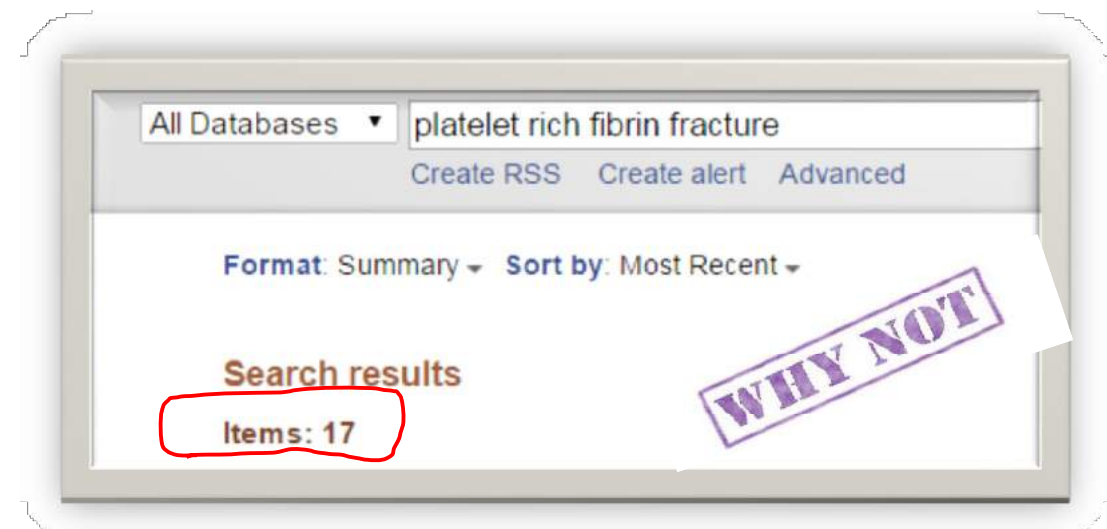 All Databases platelet rich fibrin fracture
Create RSS Create alert Advanced
Format: Summary Sort by: Most Recent
WHY NOT
Search results
Items: 17